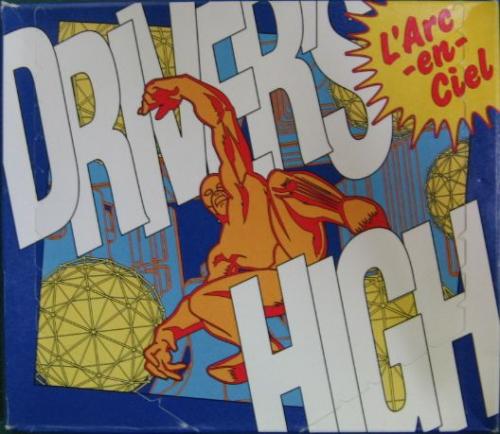 DRIVER'S
HIGH
L'Arc
-en-
Ciel